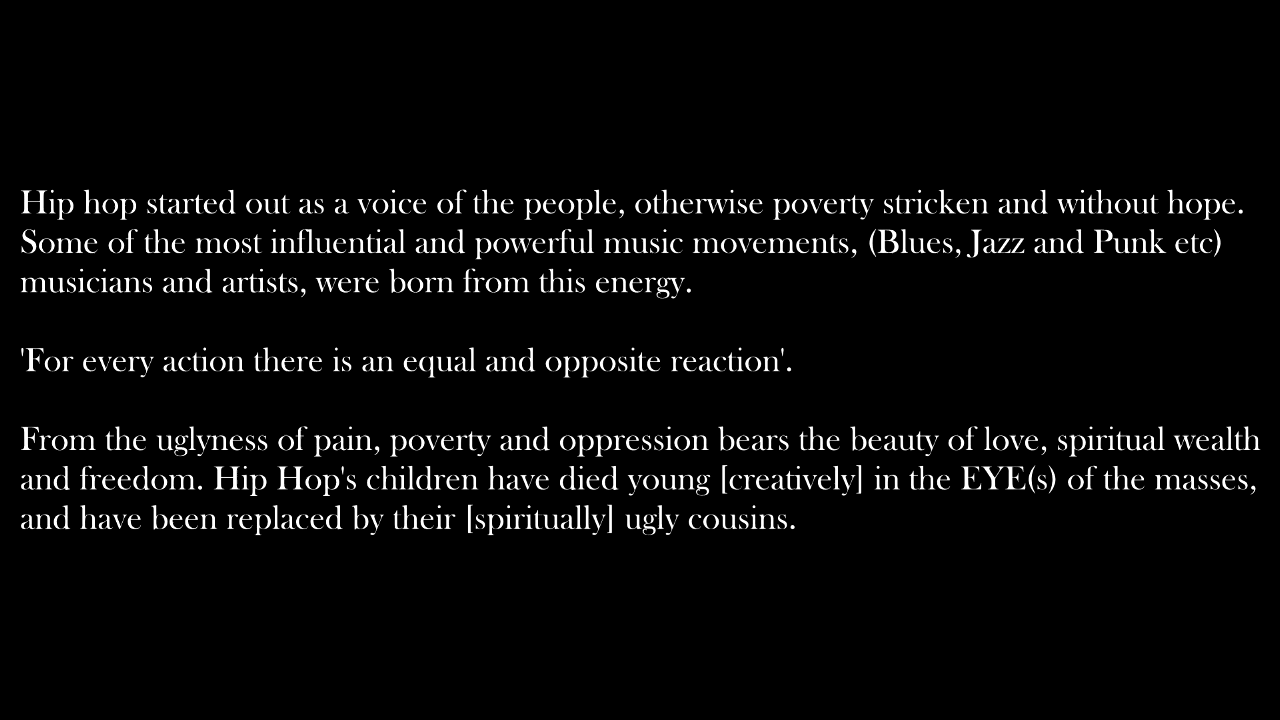 Hip hop started out as a voice of the people, otherwise poverty stricken and without hope.
Some of the most influential and powerful music movements, (Blues, Jazz and Punk etc)
musicians and artists, were born from this energy.
'For every action there is an equal and opposite reaction'.
From the uglyness of pain, poverty and oppression bears the beauty of love, spiritual wealth
and freedom. Hip Hop's children have died young [creatively] in the EYE(s) of the masses,
and have been replaced by their [spiritually] ugly cousins.